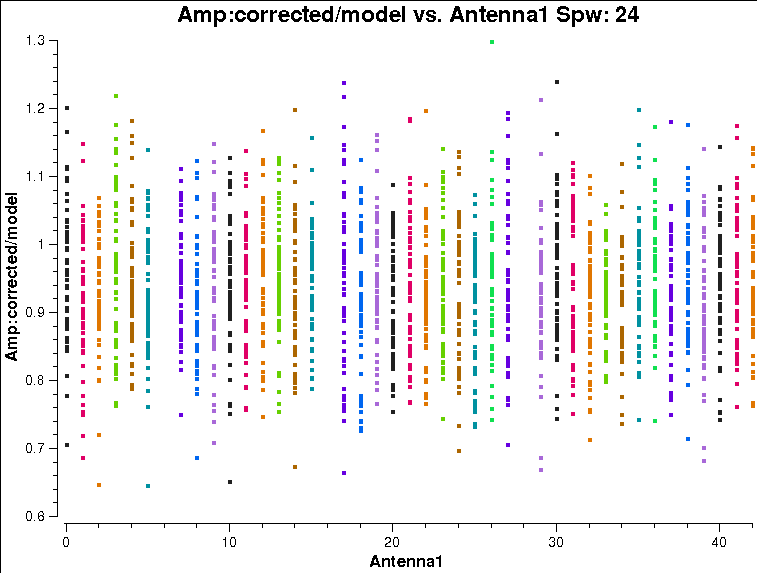 Amp:corrected/model vs. Antenna1 Spw: 24
Amp:corrected/model
1.3
1.2
1.1
1
0.9
0.8
0.7
0.6
0 10 20 30 40
Antenna1